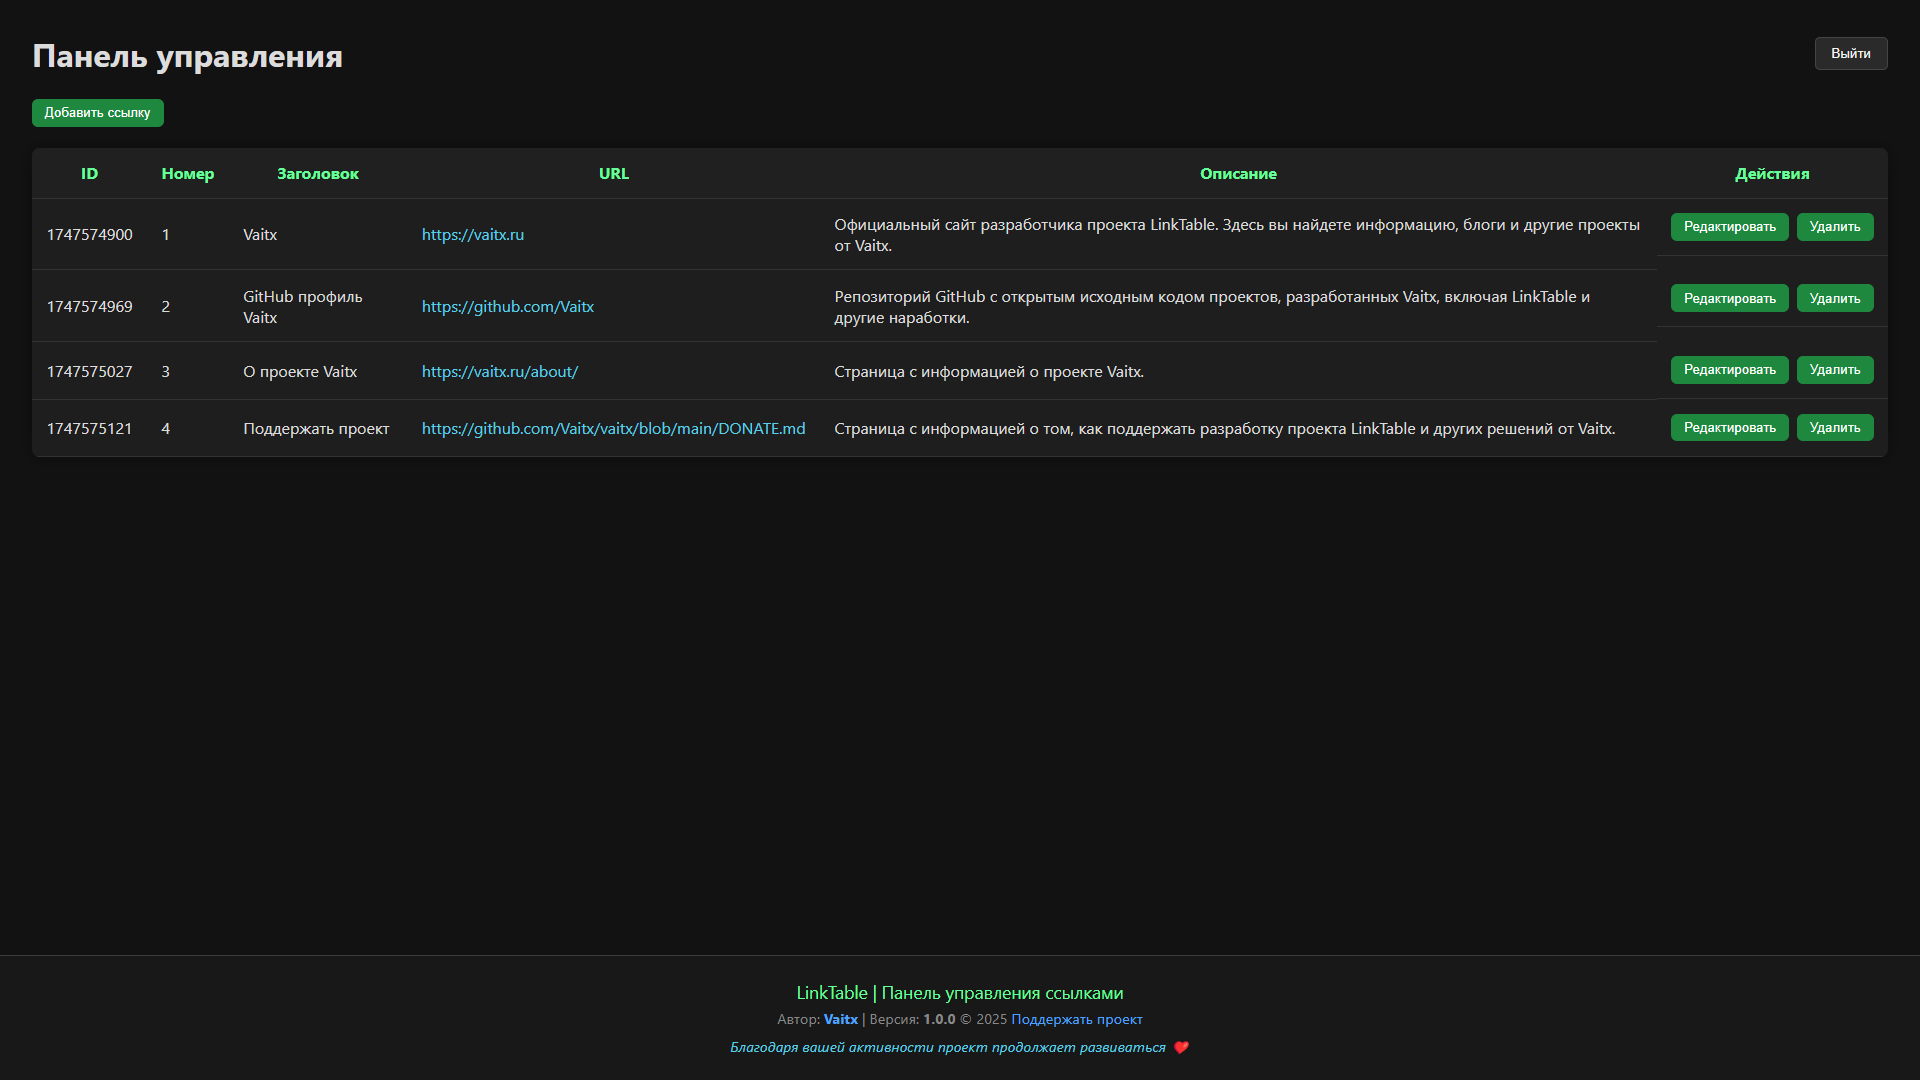 Панель управления
Выйти
Добавить ссылку
ID Номер Заголовок URL Описание Действия
1747574900 1 Vaitx https://vaitx.ru Официальный сайт разработчика проекта LinkTable. Здесь вы найдете информацию, блоги и другие проекты
от Vaitx.
Редактировать Удалить
1747574969 2 GitHub профиль
Vaitx
https://github.com/Vaitx Репозиторий GitHub с открытым исходным кодом проектов, разработанных Vaitx, включая LinkTable и
другие наработки.
Редактировать Удалить
1747575027 3 О проекте Vaitx https://vaitx.ru/about/ Страница с информацией о проекте Vaitx. Редактировать Удалить
1747575121 4 Поддержать проект https://github.com/Vaitx/vaitx/blob/main/DONATE.md Страница с информацией о том, как поддержать разработку проекта LinkTable и других решений от Vaitx. Редактировать Удалить
LinkTable | Панель управления ссылками
Автор: Vaitx | Версия: 1.0.0 © 2025 Поддержать проект
Благодаря вашей активности проект продолжает развиваться ❤️